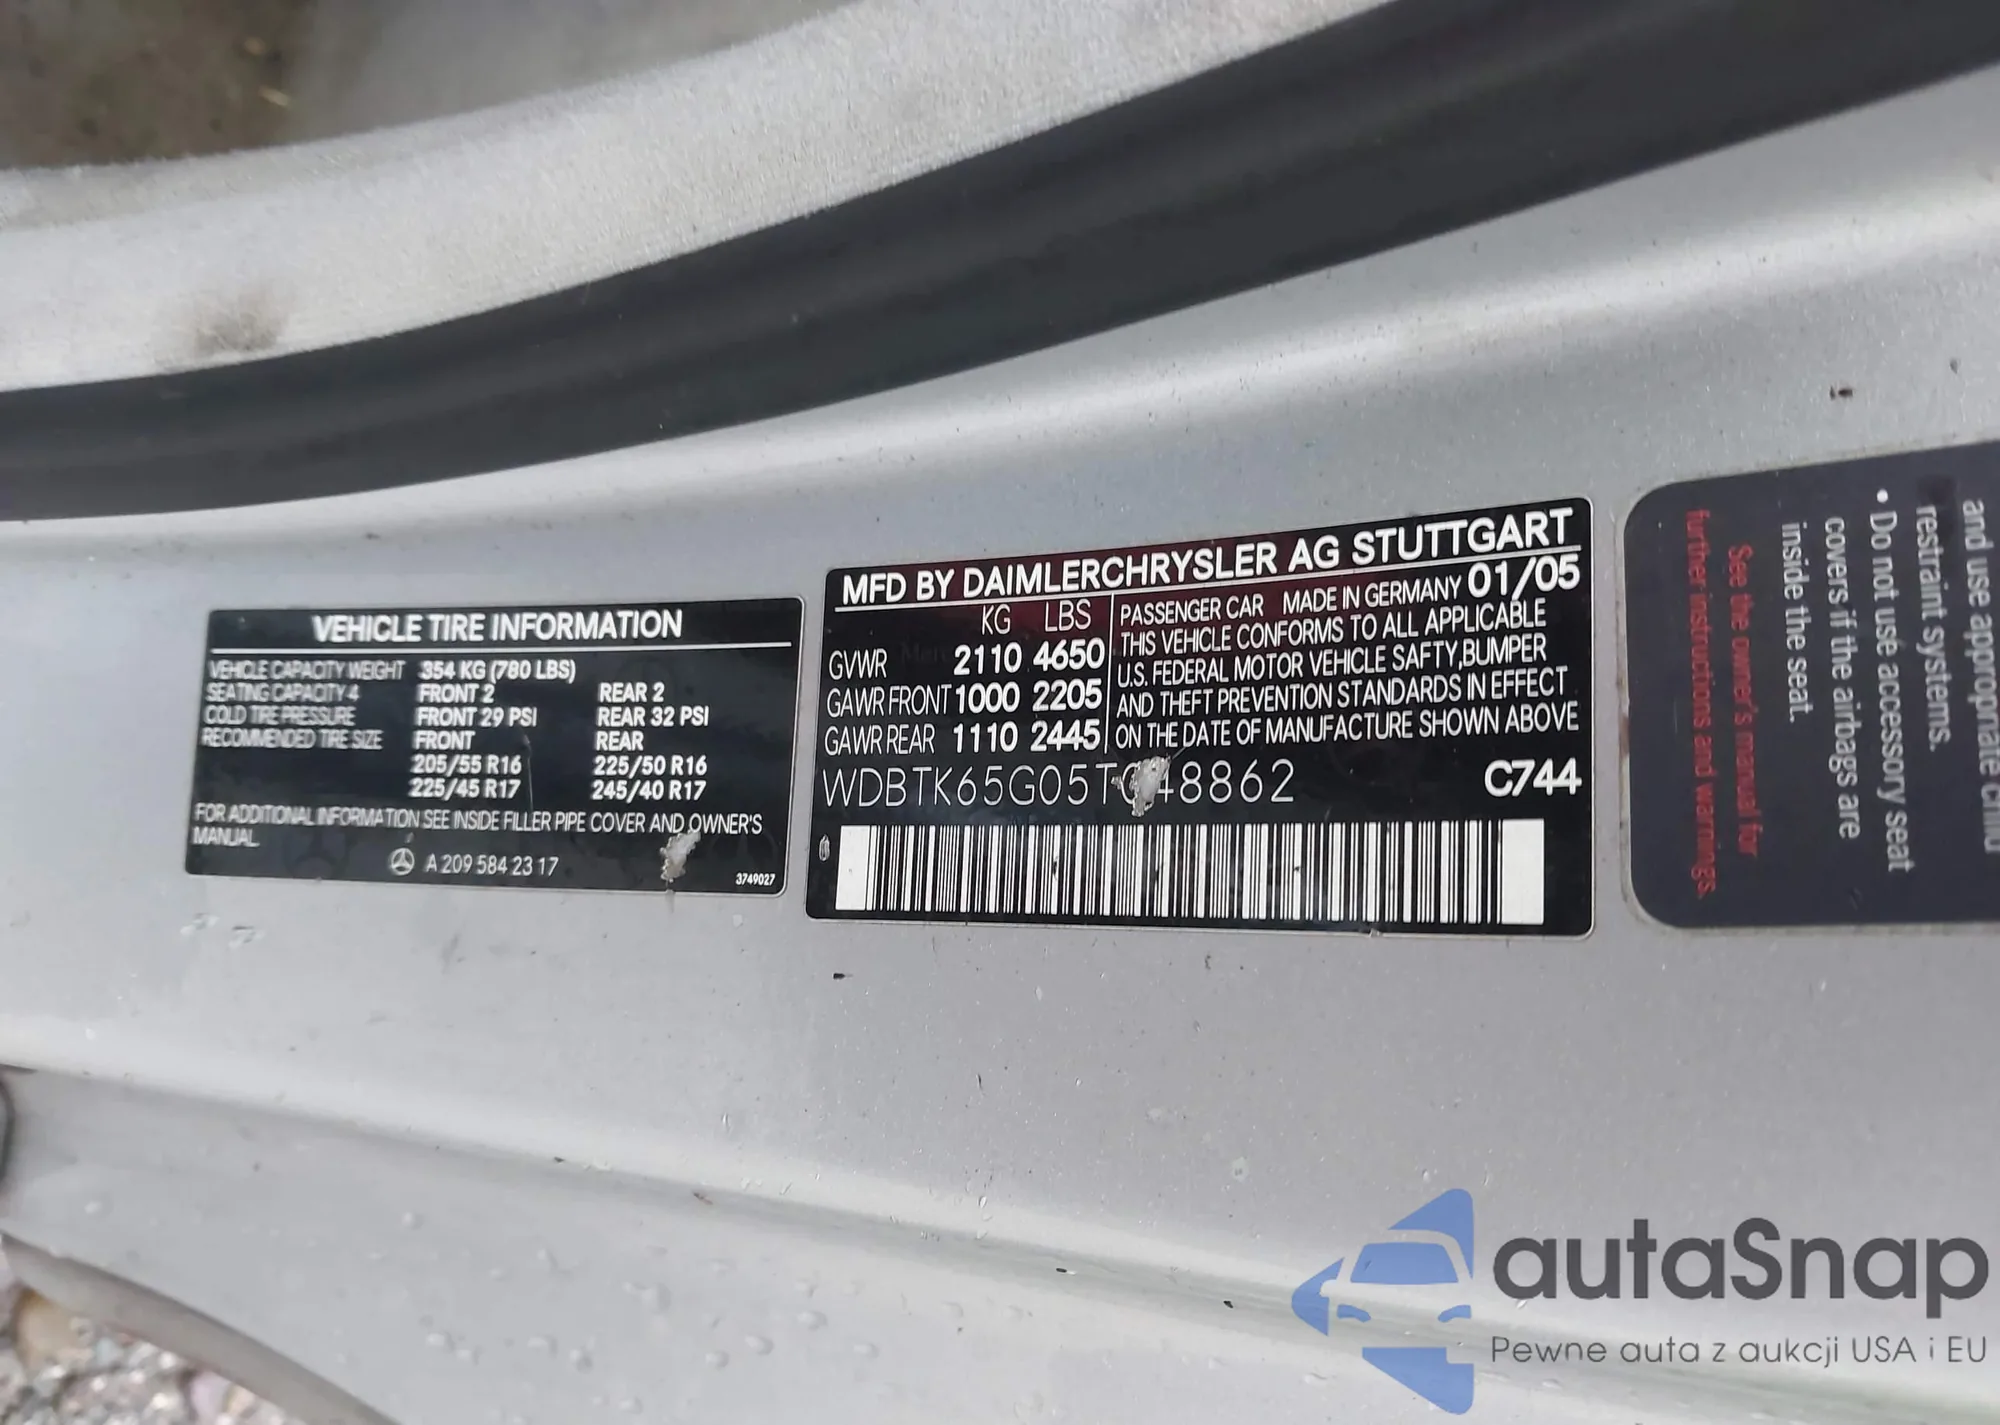 VEHICLE TIRE INFORMATION
VEHICLE CAPACITY WEIGHT 354 KG (780 LBS)
SEATING CAPACITY 4 FRONT 2 REAR 2
COLD TIRE PRESSURE FRONT 29 PSI REAR 32 PSI
RECOMMENDED TIRE SIZE FRONT REAR
205/55 R16 225/50 R16
225/45 R17 245/40 R17
FOR ADDITIONAL INFORMATION SEE INSIDE FILLER PIPE COVER AND OWNER'S
MANUAL
A 209 584 23 17
3749027
MFD BY DAIMLERCHRYSLER AG STUTTGART
PASSENGER CAR MADE IN GERMANY 01/05
KG LBS
GVWR 2110 4650
GAWR FRONT 1000 2205
GAWR REAR 1110 2445
THIS VEHICLE CONFORMS TO ALL APPLICABLE
U.S. FEDERAL MOTOR VEHICLE SAFTY,BUMPER
AND THEFT PREVENTION STANDARDS IN EFFECT
ON THE DATE OF MANUFACTURE SHOWN ABOVE
C744
and use appropriate child
restraint systems.
• Do not use accessory seat
covers if the airbags are
inside the seat.
See the owner's manual for
further instructions and warnings.
autaSnap
Pewne auta z aukcji USA i EU